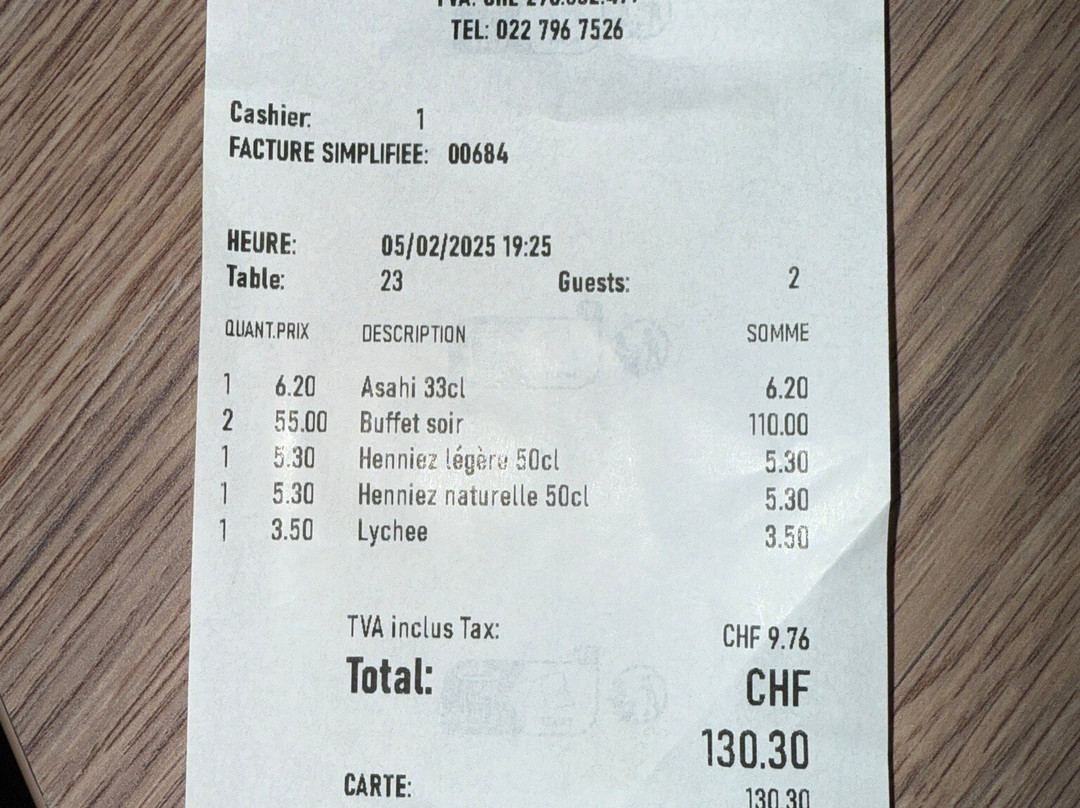 TEL: 022 796 7526
Cashier: 1
FACTURE SIMPLIFIEE: 00684
HEURE: 05/02/2025 19:25
Table: 23 Guests: 2
QUANT.PRIX DESCRIPTION SOMME
1 6.20 Asahi 33cl 6.20
2 55.00 Buffet soir 110.00
1 5.30 Henniez légère 50cl 5.30
1 5.30 Henniez naturelle 50cl 5.30
1 3.50 Lychee 3.50
TVA inclus Tax: CHF 9.76
Total: CHF
130.30
CARTE: 130.30